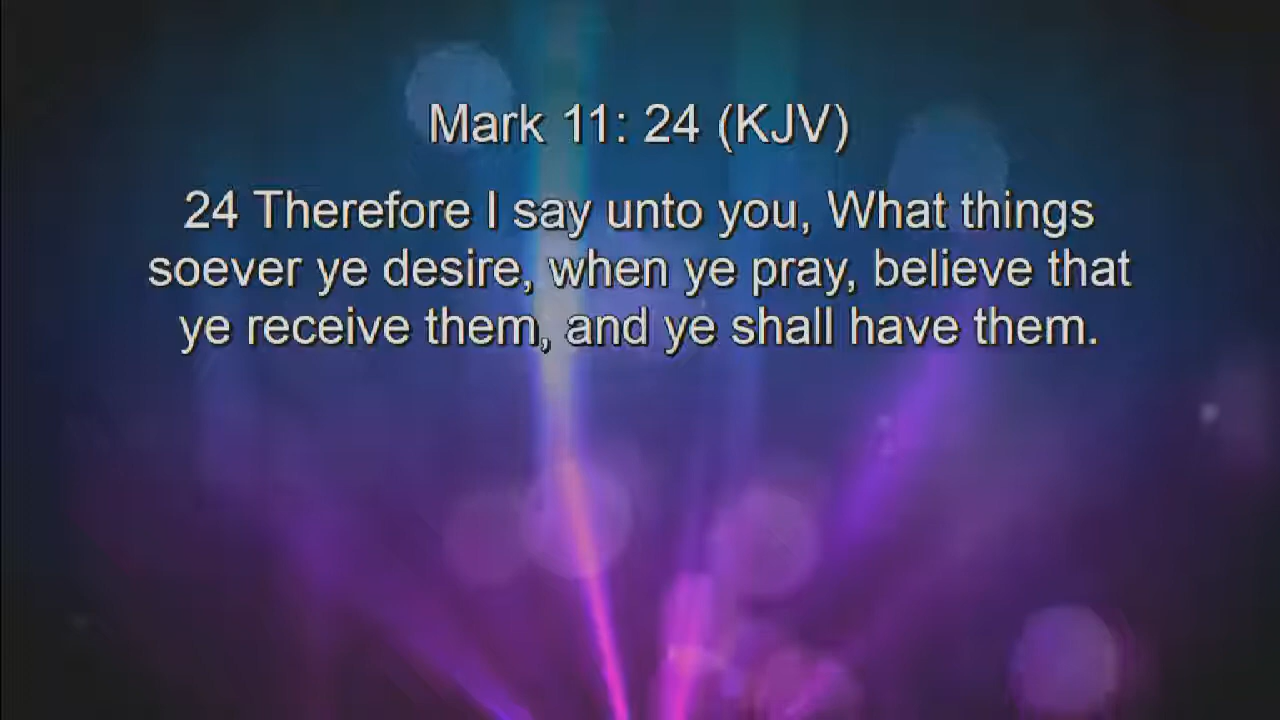 Mark 11: 24 (KJV)
24 Therefore I say unto you, What things
soever ye desire, when ye pray, believe that
ye receive them, and ye shall have them.